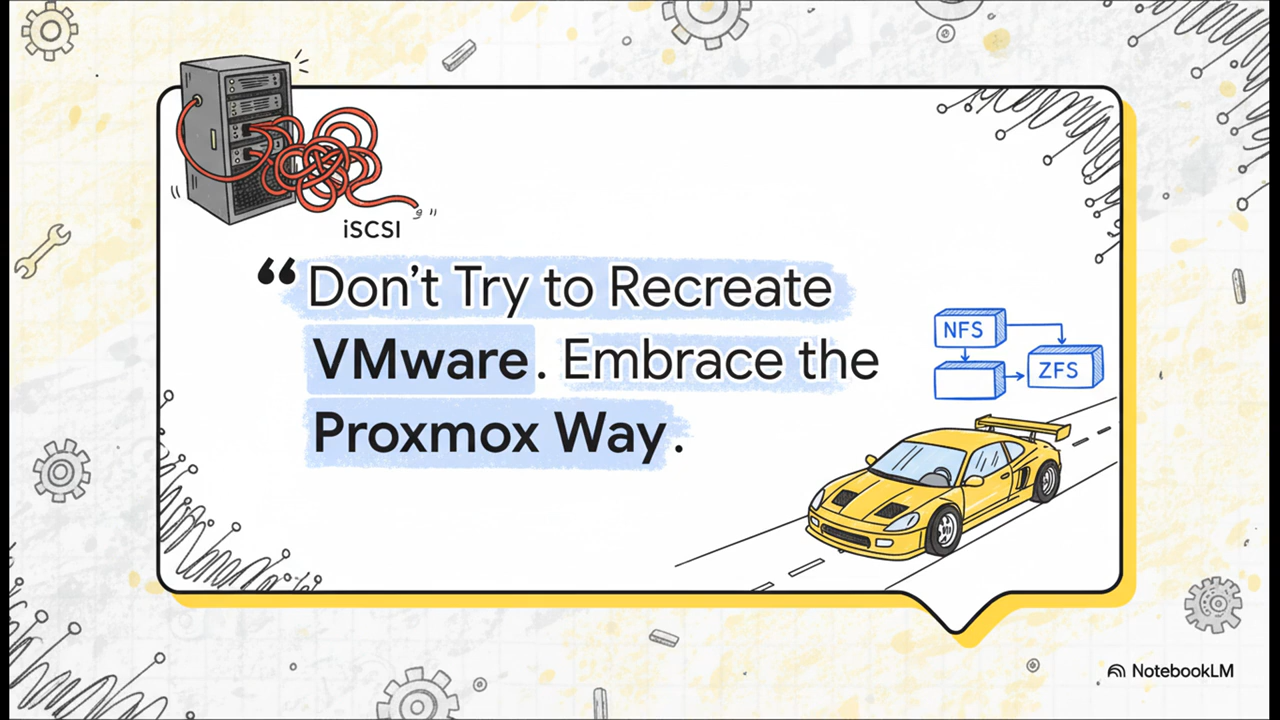 iSCSI
“Don’t Try to Recreate
VMware. Embrace the
Proxmox Way.
NFS
ZFS
NotebookLM